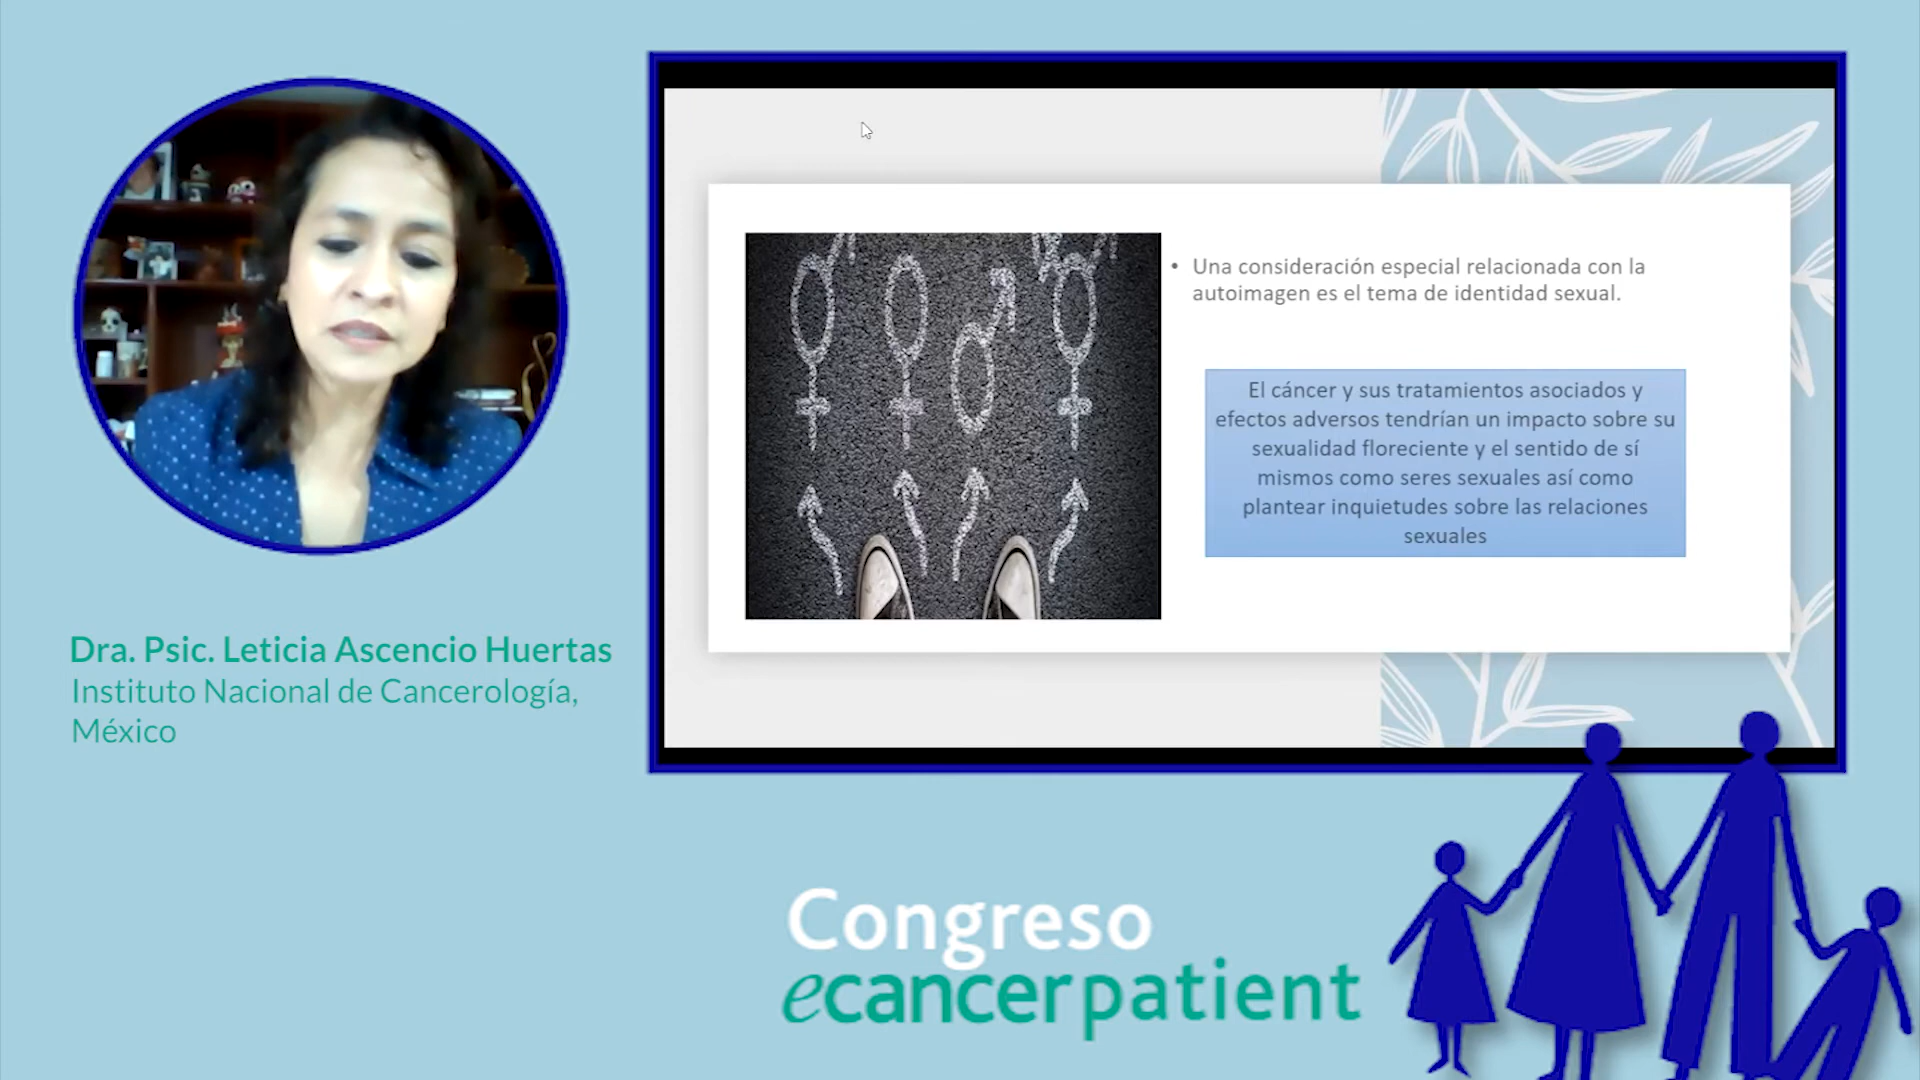 Una consideración especial relacionada con la
autoimagen es el tema de identidad sexual.
El cáncer y sus tratamientos asociados y
efectos adversos tendrían un impacto sobre su
sexualidad floreciente y el sentido de sí
mismos como seres sexuales así como
plantear inquietudes sobre las relaciones
sexuales
Dra. Psic. Leticia Ascencio Huertas
Instituto Nacional de Cancerología,
México
Congreso
ecancerpatient